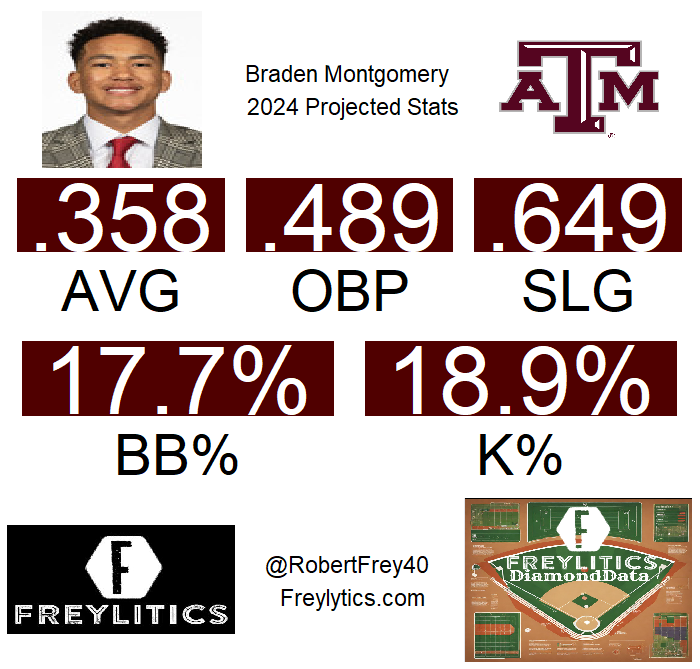 Braden Montgomery
2024 Projected Stats
ATM
.358
.489
.649
AVG
OBP
SLG
17.7%
18.9%
BB%
K%
F
FREYLITICS
@RobertFrey40
Freylytics.com
F
FREYLITICS
DiamondData